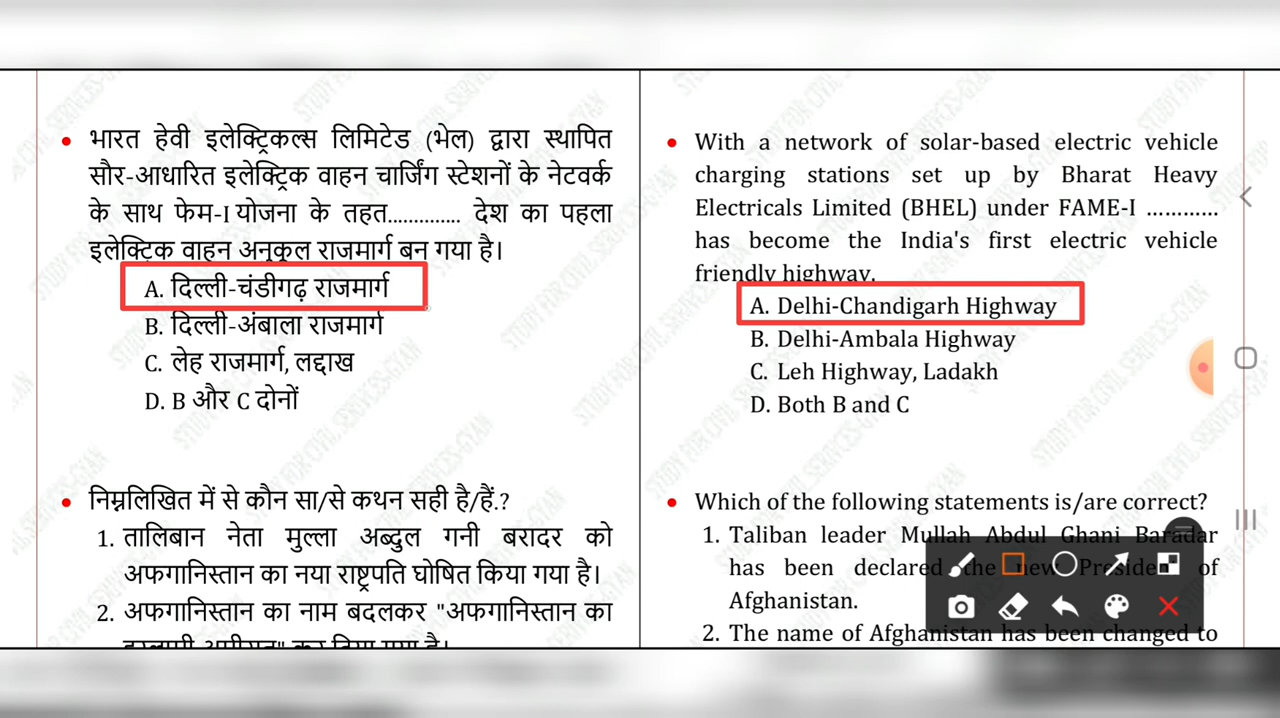 भारत हेवी इलेक्ट्रिकल्स लिमिटेड (भेल) द्वारा स्थापित
सौर-आधारित इलेक्ट्रिक वाहन चार्जिंग स्टेशनों के नेटवर्क
के साथ फेम-I योजना के तहत.............. देश का पहला
इलेक्ट्रिक वाहन अनुकूल राजमार्ग बन गया है।
A. दिल्ली-चंडीगढ़ राजमार्ग
B. दिल्ली-अंबाला राजमार्ग
C. लेह राजमार्ग, लद्दाख
D. B और C दोनों
निम्नलिखित में से कौन सा/से कथन सही है/हैं.?
1. तालिबान नेता मुल्ला अब्दुल गनी बरादर को
अफगानिस्तान का नया राष्ट्रपति घोषित किया गया है।
2. अफगानिस्तान का नाम बदलकर "अफगानिस्तान का
With a network of solar-based electric vehicle
charging stations set up by Bharat Heavy
Electricals Limited (BHEL) under FAME-I ............
has become the India's first electric vehicle
friendly highway.
A. Delhi-Chandigarh Highway
B. Delhi-Ambala Highway
C. Leh Highway, Ladakh
D. Both B and C
Which of the following statements is/are correct?
1. Taliban leader Mullah Abdul Ghani Baradar
has been declared the new President of
Afghanistan.
2. The name of Afghanistan has been changed to